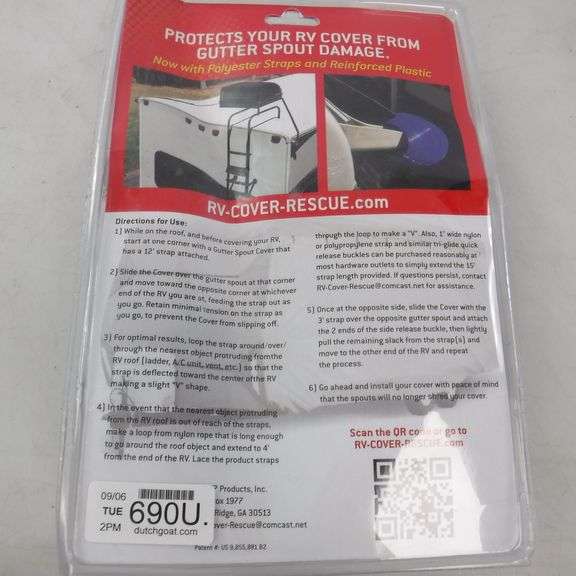 PROTECTS YOUR RV COVER FROM
GUTTER SPOUT DAMAGE.
Now with Polyester Straps and Reinforced Plastic
RV-COVER-RESCUE.com
Directions for Use:
1] While on the roof, and before covering your RV,
start at one corner with a Gutter Spout Cover that
has a 12' strap attached.
2] Slide the Cover over the gutter spout at that corner
and move toward the opposite corner at whichever
end of the RV you are at, feeding the strap out as
you go. Retain minimal tension on the strap as
you go, to prevent the Cover from slipping off.
3] For optimal results, loop the strap around/over/
through the nearest object protruding from the
RV roof [ladder, A/C unit, vent, etc.] so that the
strap is deflected toward the center of the RV
making a slight "V" shape.
4] In the event that the nearest object protruding
from the RV roof is out of reach of the straps,
make a loop from nylon rope that is long enough
to go around the roof object and extend to 4'
from the end of the RV. Lace the product straps
through the loop to make a "V". Also, 1" wide nylon
or polypropylene strap and similar tri-glide quick
release buckles can be purchased reasonably at
most hardware outlets to simply extend the 15'
strap length provided. If questions persist, contact
RV-Cover-Rescue@comcast.net for assistance.
5] Once at the opposite side, slide the Cover with the
3' strap over the opposite gutter spout and attach
the 2 ends of the side release buckle, then lightly
pull the remaining slack from the strap[s] and
move to the other end of the RV and repeat
the process.
6] Go ahead and install your cover with peace of mind
that the spouts will no longer shred your cover.
Scan the QR code or go to
RV-COVER-RESCUE.com
P Products, Inc.
ox 1977
Ridge, GA 30513
over-Rescue@comcast.net
Patent #: US 9,855,881 B2
09/06
TUE
2PM
690U.
dutchgoat.com